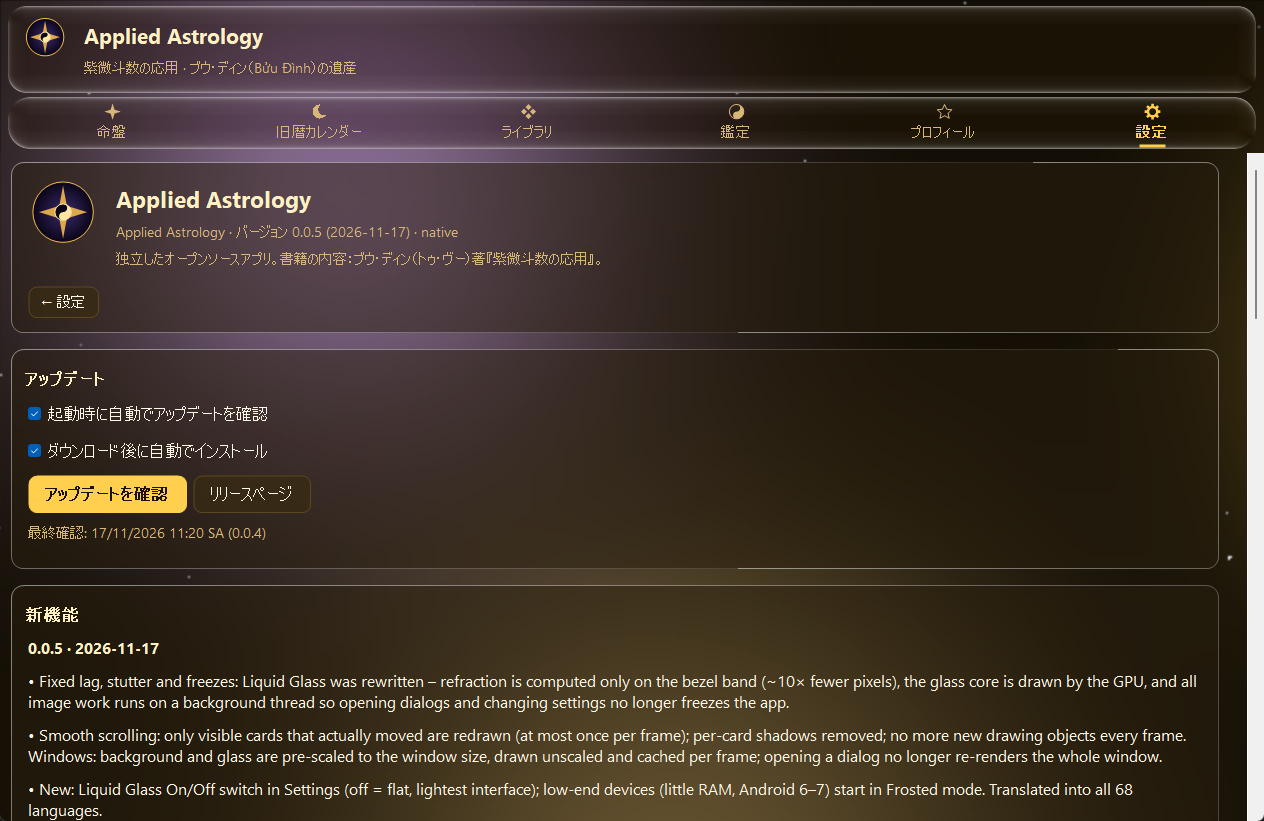 Applied Astrology
紫微斗数の応用 · ブウ·ディン(Bửu Đình)の遺産
命盤
旧暦カレンダー
ライブラリ
鑑定
プロフィール
設定
Applied Astrology
Applied Astrology · バージョン 0.0.5 (2026-11-17) · native
独立したオープンソースアプリ。書籍の内容：ブウ·ディン(トゥ·ヴー)著『紫微斗数の応用』。
← 設定
アップデート
起動時に自動でアップデートを確認
ダウンロード後に自動でインストール
アップデートを確認 リリースページ
最終確認: 17/11/2026 11:20 SA (0.0.4)
新機能
0.0.5 · 2026-11-17
• Fixed lag, stutter and freezes: Liquid Glass was rewritten – refraction is computed only on the bezel band (~10× fewer pixels), the glass core is drawn by the GPU, and all
image work runs on a background thread so opening dialogs and changing settings no longer freezes the app.
• Smooth scrolling: only visible cards that actually moved are redrawn (at most once per frame); per-card shadows removed; no more new drawing objects every frame.
Windows: background and glass are pre-scaled to the window size, drawn unscaled and cached per frame; opening a dialog no longer re-renders the whole window.
• New: Liquid Glass On/Off switch in Settings (off = flat, lightest interface); low-end devices (little RAM, Android 6–7) start in Frosted mode. Translated into all 68
languages.